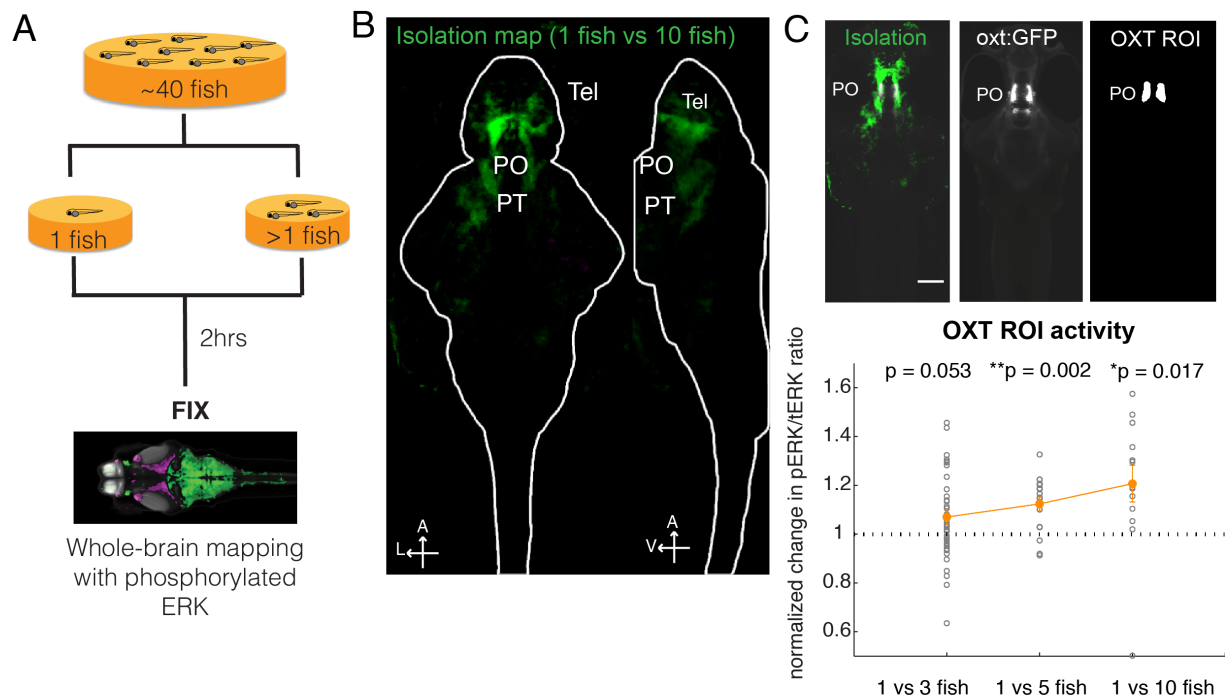 A
~40 fish
1 fish
>1 fish
2hrs
FIX
Whole-brain mapping
with phosphorylated
ERK
B
Isolation map (1 fish vs 10 fish)
Tel
Tel
PO
PO
PT
PT
A
L
A
V
C
Isolation
oxt:GFP
OXT ROI
PO
PO
PO
OXT ROI activity
p = 0.053
**p = 0.002
*p = 0.017
normalized change in pERK/tERK ratio
1.6
1.4
1.2
1
0.8
0.6
1 vs 3 fish
1 vs 5 fish
1 vs 10 fish